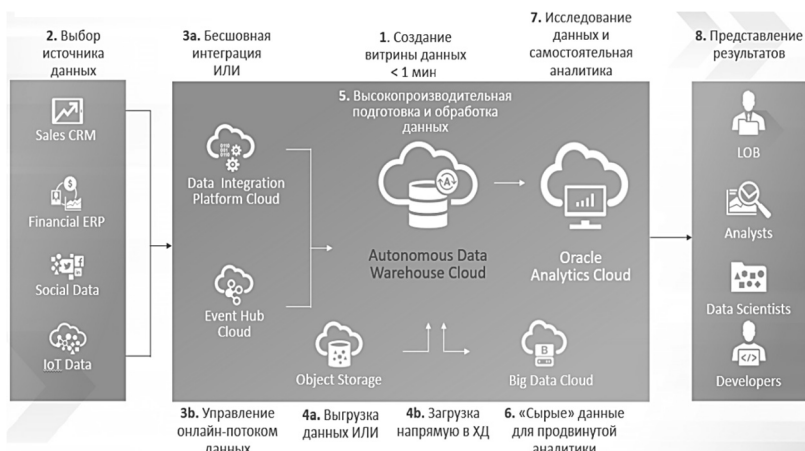 2. Выбор
источника
данных
3a. Бесшовная
интеграция
ИЛИ
1. Создание
витрины данных
< 1 мин
7. Исследование
данных и
самостоятельная
аналитика
8. Представление
результатов
Sales CRM
Financial ERP
Social Data
IoT Data
Data Integration
Platform Cloud
Event Hub
Cloud
5. Высокопроизводительная
подготовка и обработка
данных
A
Autonomous Data
Warehouse Cloud
Oracle
Analytics Cloud
Object Storage
B
Big Data Cloud
LOB
Analysts
Data Scientists
Developers
3b. Управление
онлайн-потоком
данных
4a. Выгрузка
данных ИЛИ
4b. Загрузка
напрямую в ХД
6. «Сырые» данные
для продвинутой
аналитики